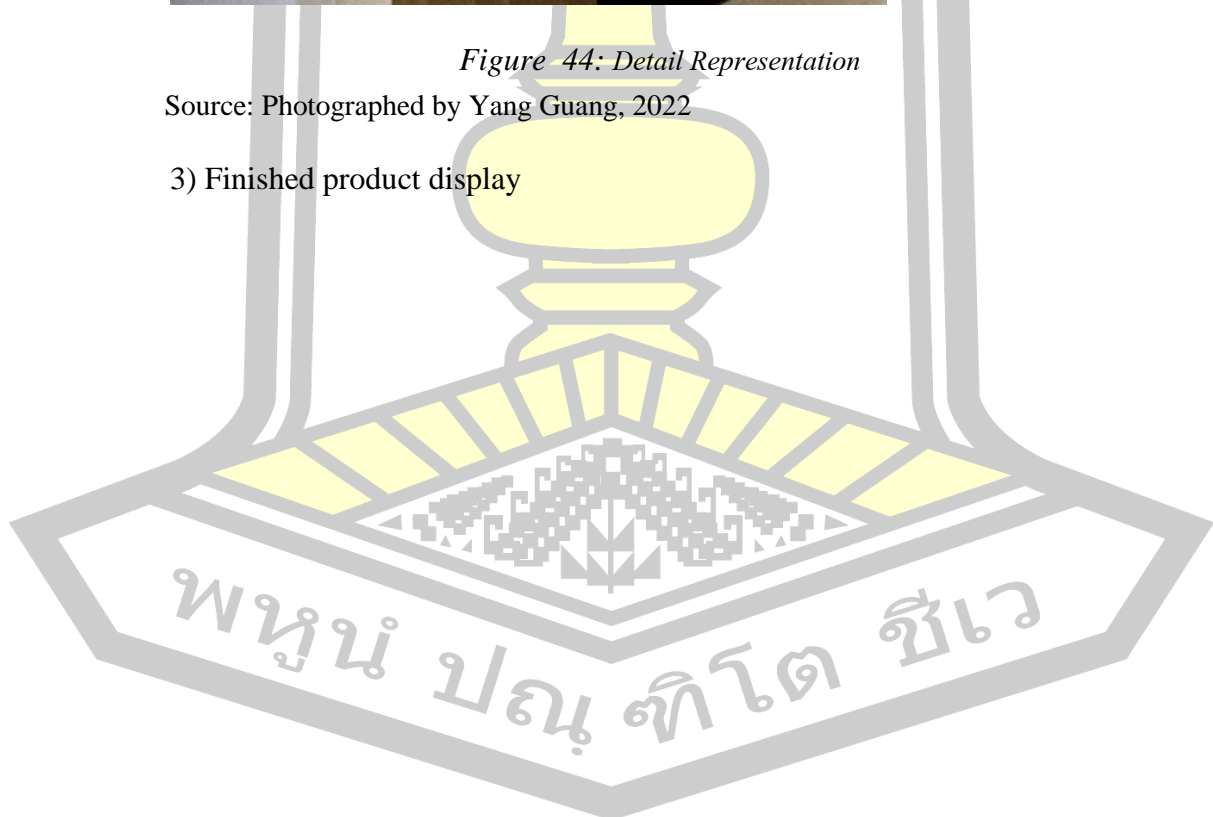 Figure 44: Detail Representation
Source: Photographed by Yang Guang, 2022
3) Finished product display
พหูนํ ปณฺฑิโต ชีเว